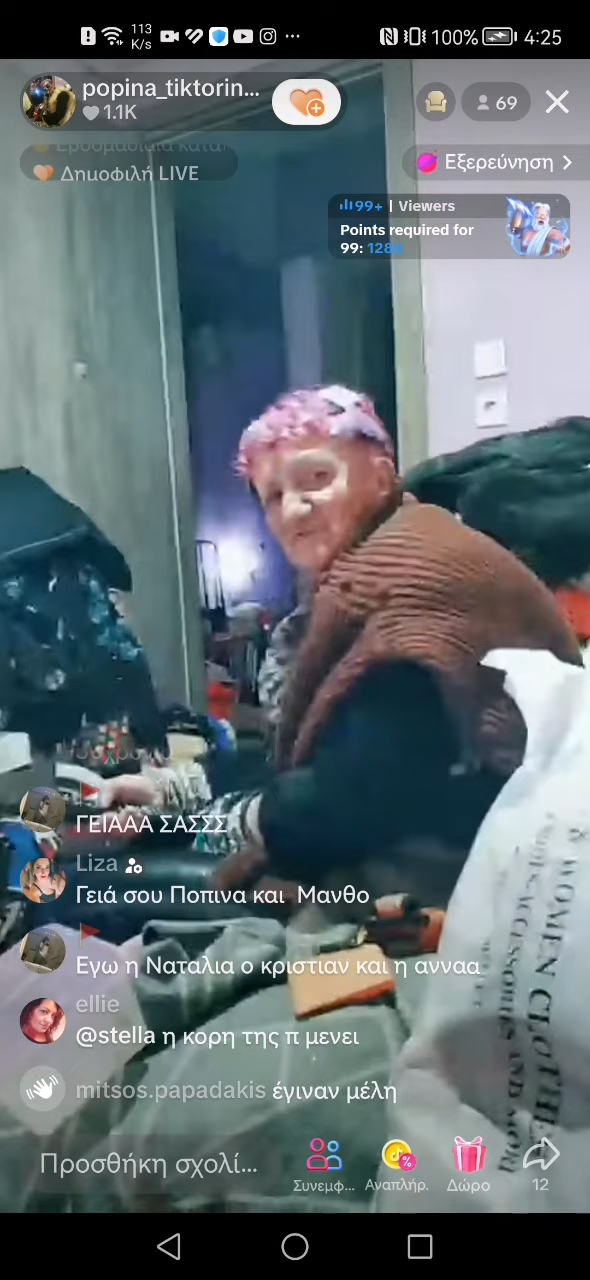 113
K/s
100%
4:25
popina_tiktorin...
1.1K
69
Δημοφιλή LIVE
Εξερεύνηση
99+ | Viewers
Points required for
99:
ΓΕΙΑΑΑ ΣΑΣΣΣ
Liza
Γειά σου Ποπινα και Μανθο
Εγω η Ναταλια ο κριστιαν και η ανναα
ellie
@stella η κορη της π μενει
mitsos.papadakis έγιναν μέλη
Προσθήκη σχολί...
Συνεμφ...
Αναπλήρ.
Δώρο
12
WOMEN CLOTHE